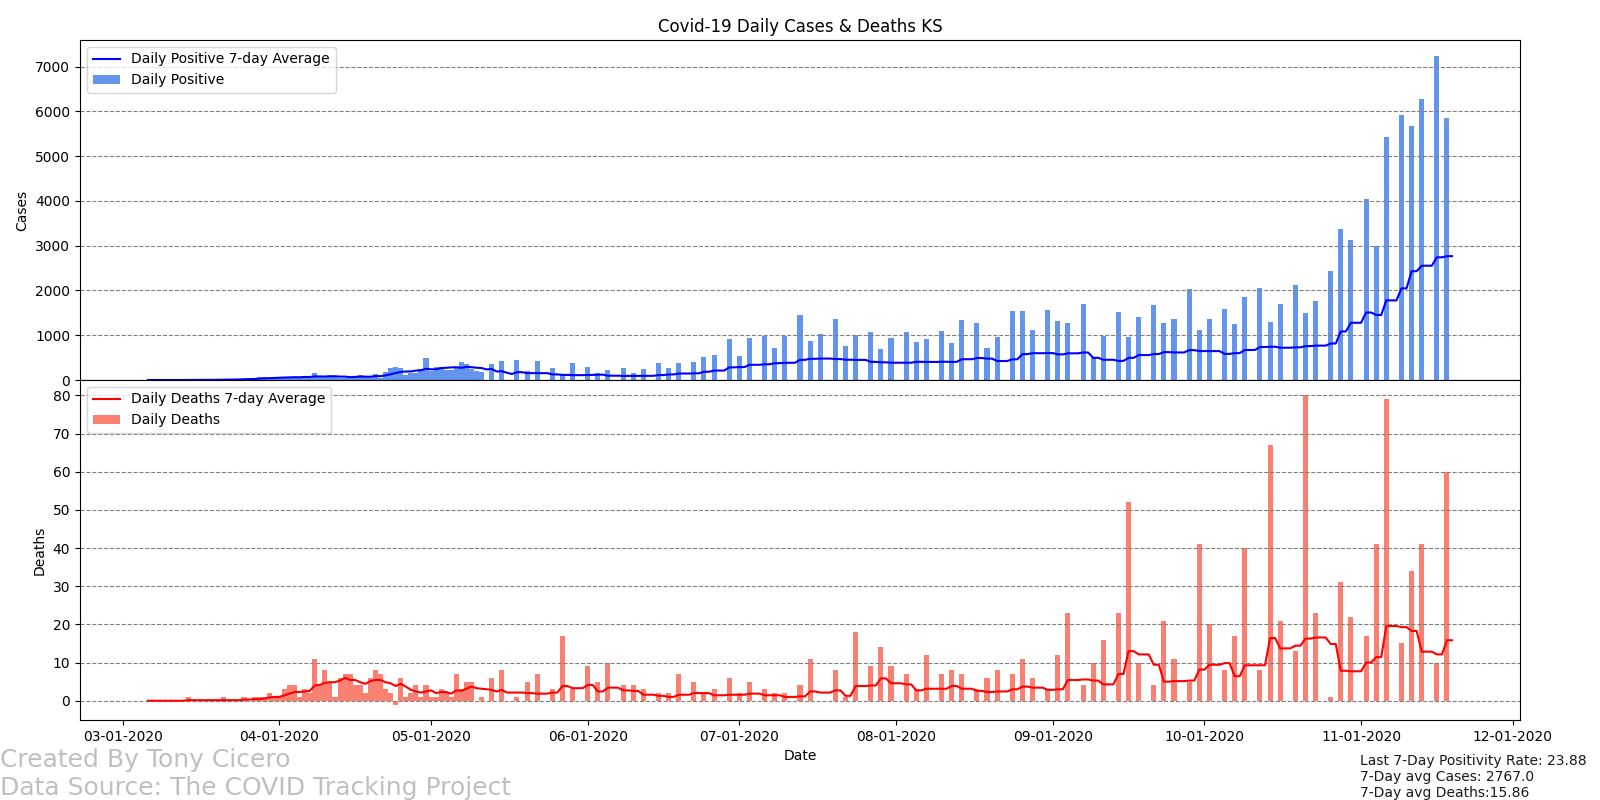 Covid-19 Daily Cases & Deaths KS
Daily Positive 7-day Average
Daily Positive
7000
6000
5000
4000
3000
2000
1000
0
Cases
Daily Deaths 7-day Average
Daily Deaths
80
70
60
50
40
30
20
10
0
Deaths
03-01-2020 04-01-2020 05-01-2020 06-01-2020 07-01-2020 08-01-2020 09-01-2020 10-01-2020 11-01-2020 12-01-2020
Date
Created By Tony Cicero
Data Source: The COVID Tracking Project
Last 7-Day Positivity Rate: 23.88
7-Day avg Cases: 2767.0
7-Day avg Deaths:15.86